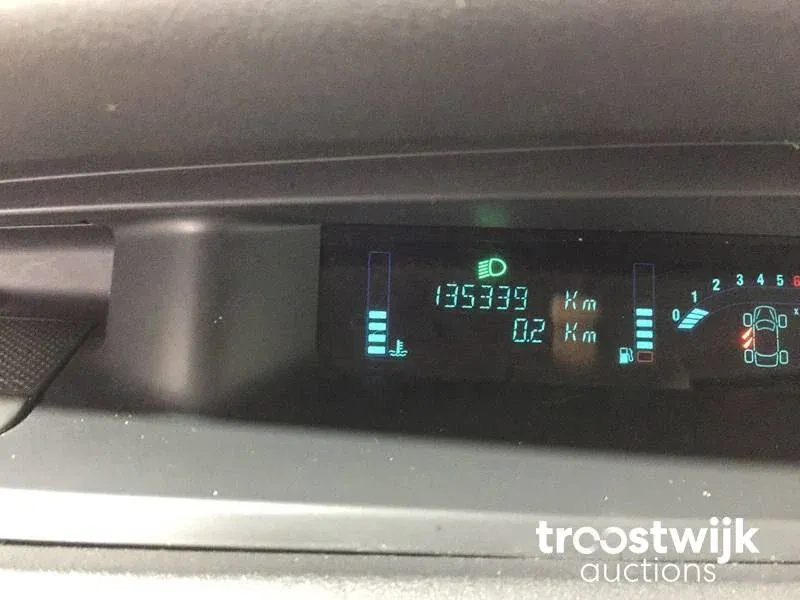 135339 Km
0.2 Km
0 1 2 3 4 5 6
x
troostwijk
auctions